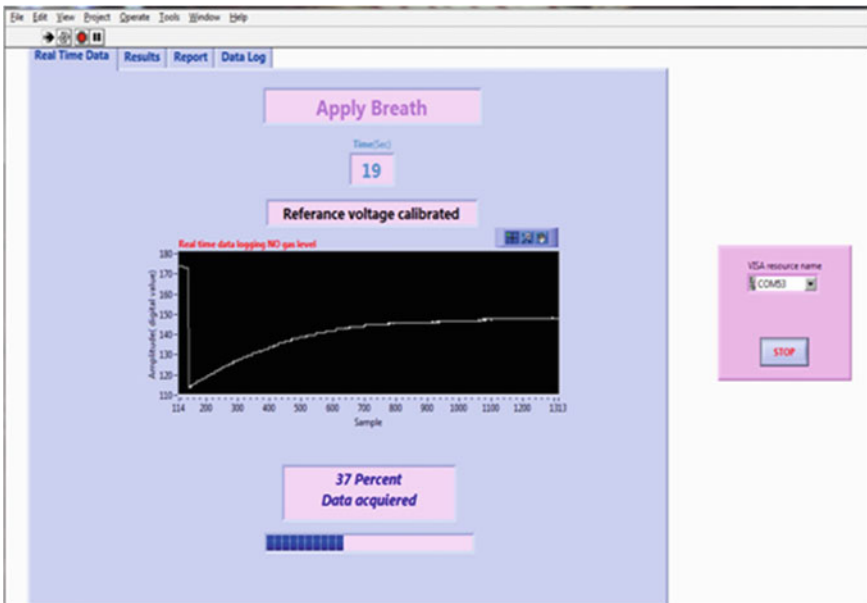 File Edit View Project Operate Tools Window Help
Real Time Data Results Report Data Log
Apply Breath
Time(Sec)
19
Referance voltage calibrated
Real time data logging NO gas level
Amplitude( digital value)
180
170
160
150
140
130
120
110
114 200 300 400 500 600 700 800 900 1000 1100 1200 1313
Sample
VISA resource name
COM53
STOP
37 Percent
Data acquiered